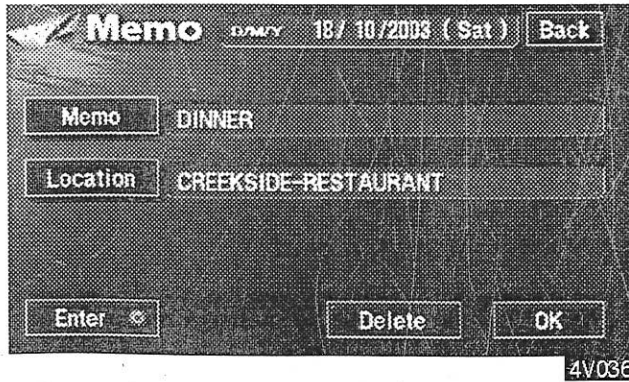 Memo D/M/Y 18/10/2003 (Sat) Back
Memo DINNER
Location CREEKSIDE-RESTAURANT
Enter Delete OK
4V036